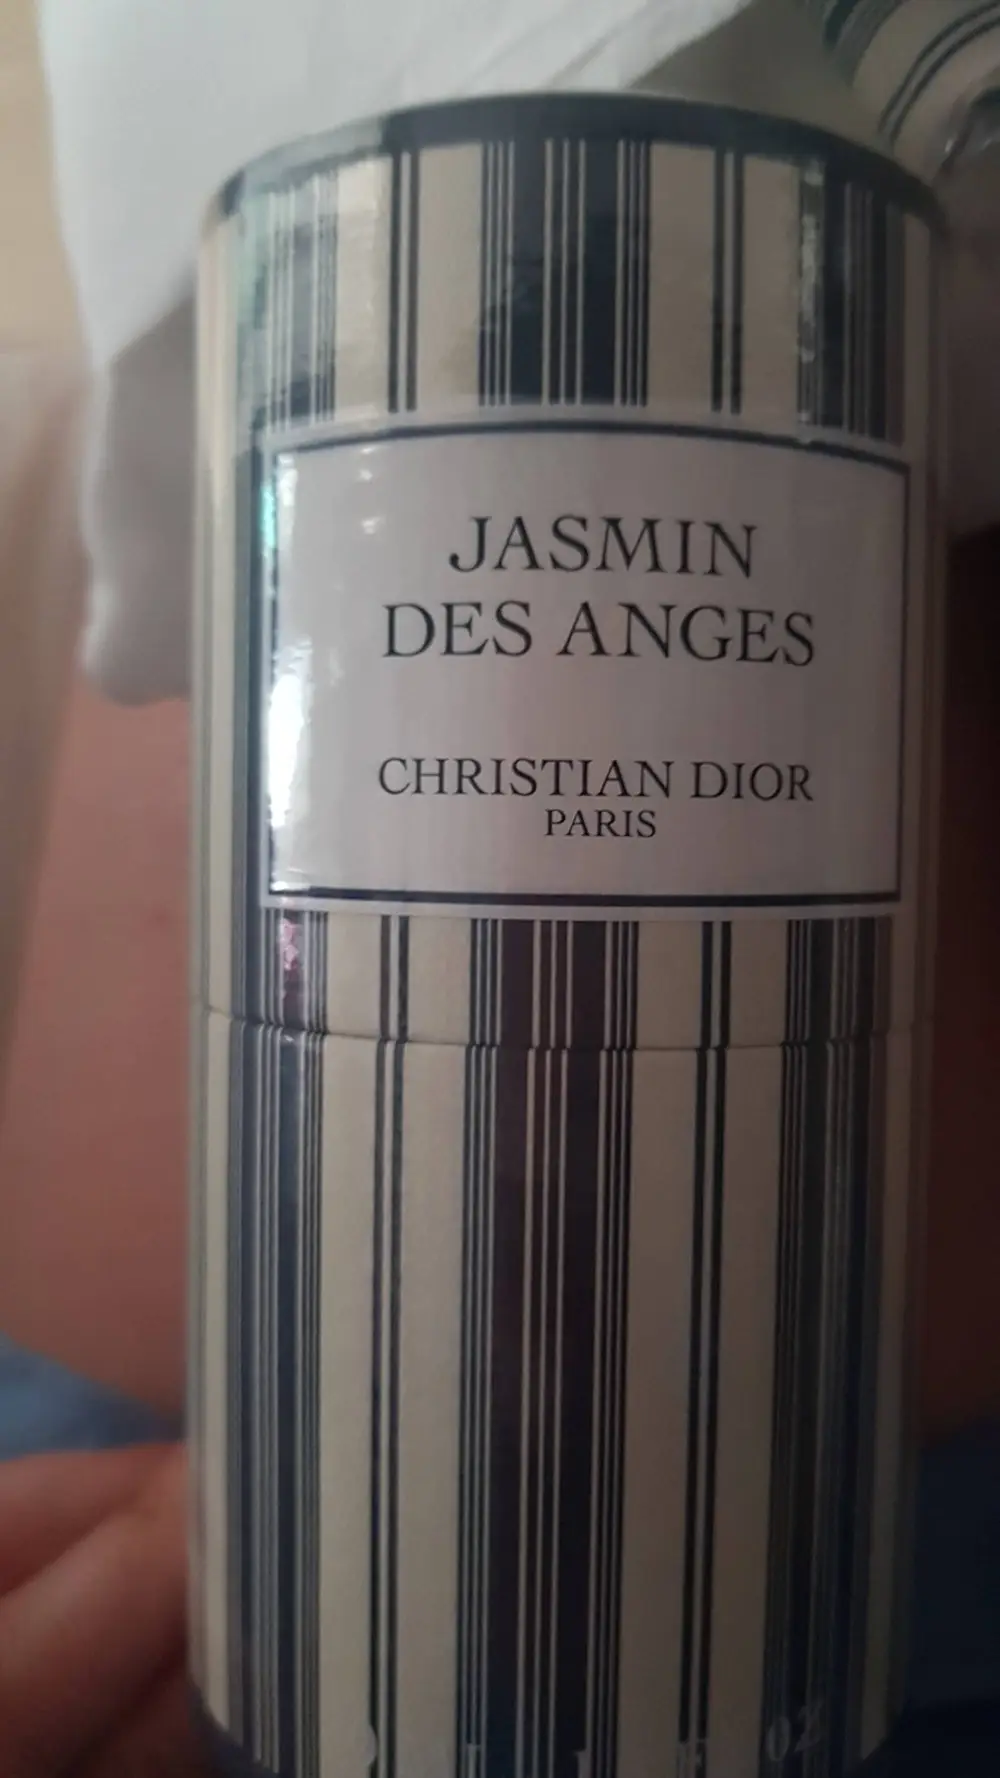 JASMIN
DES ANGES
CHRISTIAN DIOR
PARIS